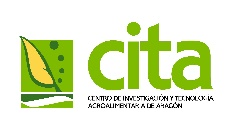 cita
CENTRO DE INVESTIGACIÓN Y TECNOLOGÍA
AGROALIMENTARIA DE ARAGÓN